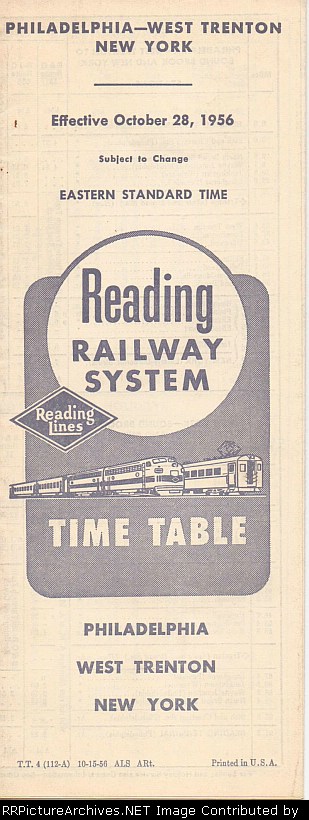 PHILADELPHIA—WEST TRENTON
NEW YORK
Effective October 28, 1956
Subject to Change
EASTERN STANDARD TIME
Reading
RAILWAY
SYSTEM
Reading
Lines
TIME TABLE
PHILADELPHIA
WEST TRENTON
NEW YORK
T.T. 4 (112-A) 10-15-56 ALS ARt. Printed in U.S.A.
© RRPictureArchives.NET Image Contributed by